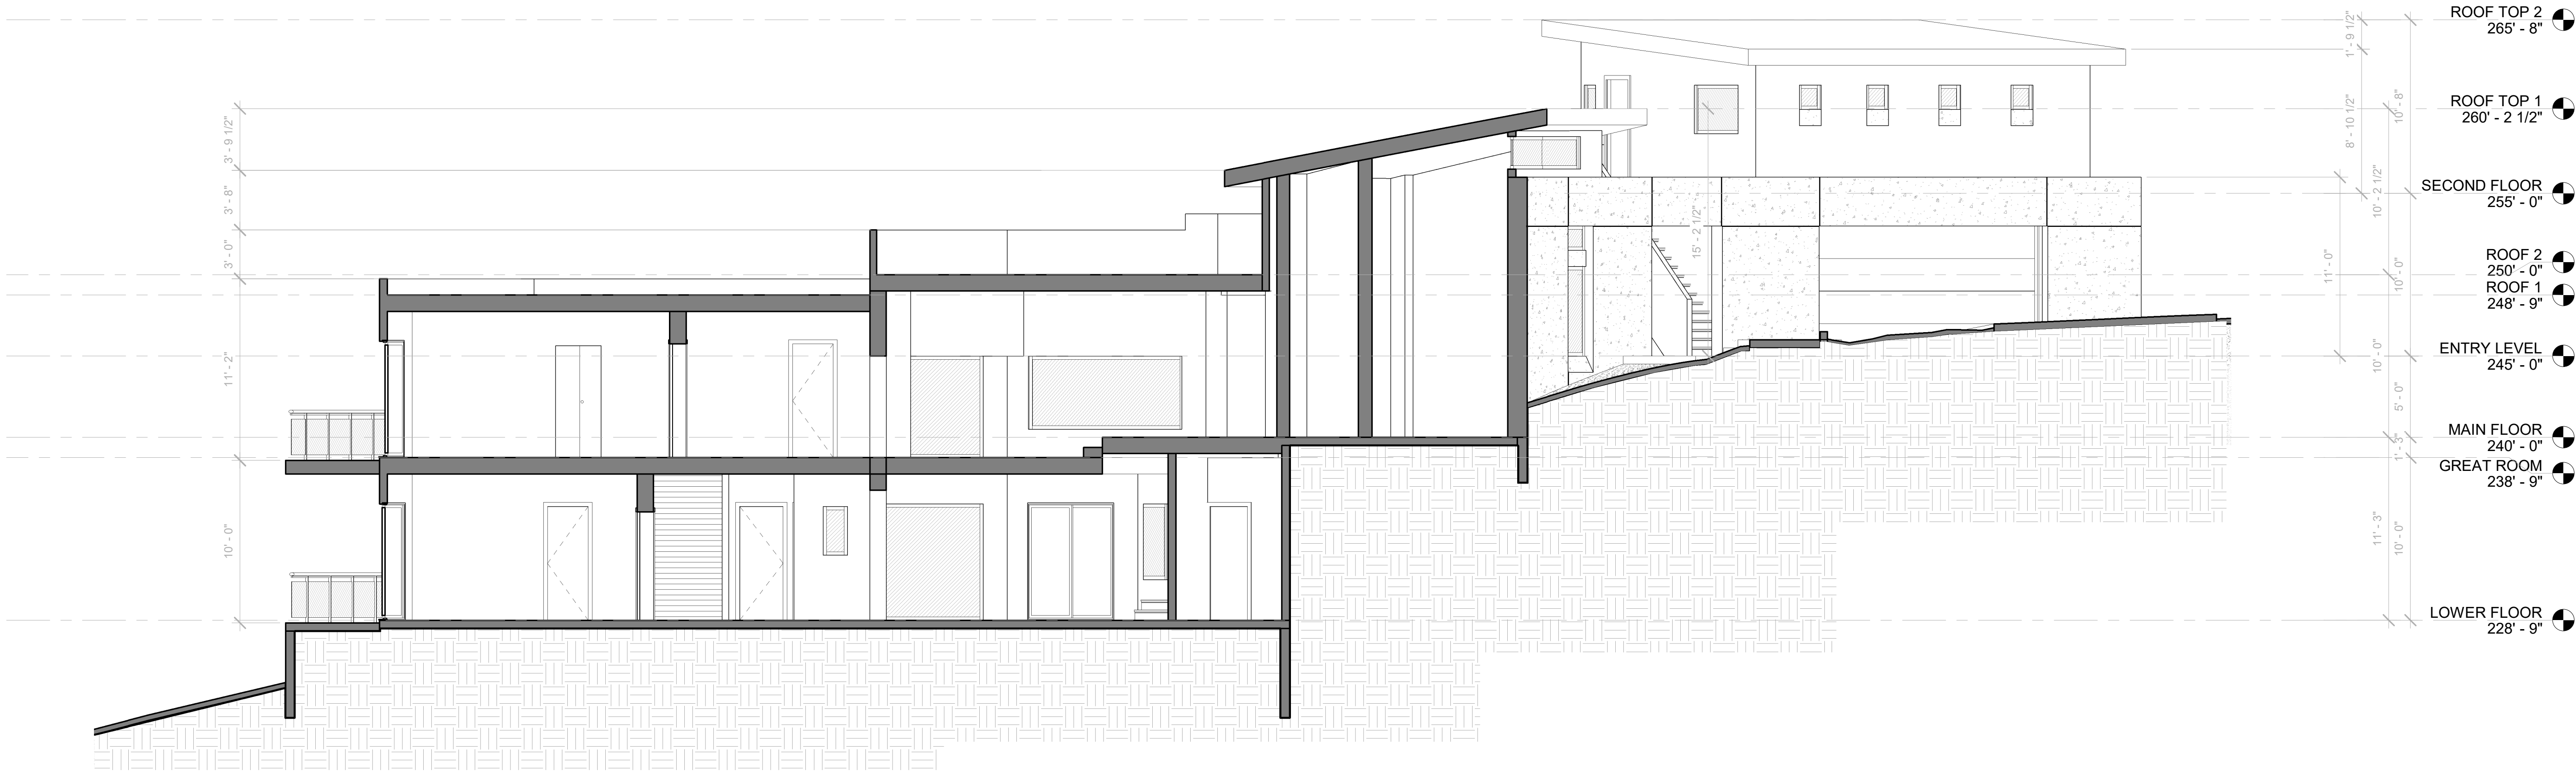 ROOF TOP 2
265' - 8"
ROOF TOP 1
260' - 2 1/2"
SECOND FLOOR
255' - 0"
ROOF 2
250' - 0"
ROOF 1
248' - 9"
ENTRY LEVEL
245' - 0"
MAIN FLOOR
240' - 0"
GREAT ROOM
238' - 9"
LOWER FLOOR
228' - 9"
3' - 9 1/2"
3' - 8"
3' - 0"
11' - 2"
10' - 0"
15' - 2 1/2"
11' - 0"
1' - 9 1/2"
8' - 10 1/2"
10' - 2 1/2"
10' - 0"
11' - 3"
10' - 8"
10' - 0"
5' - 0"
1' - 3"
10' - 0"